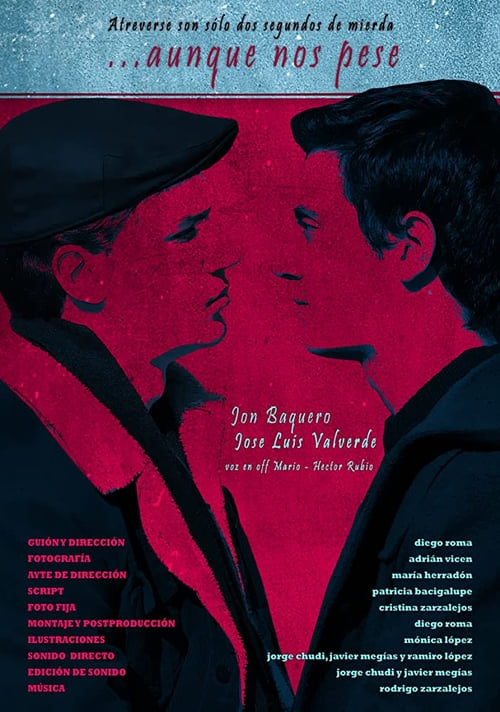 Atreverse son sólo dos segundos de mierda
...aunque nos pese
Jon Baquero
Jose Luis Valverde
voz en off Mario - Hector Rubio
GUIÓN Y DIRECCIÓN diego roma
FOTOGRAFÍA adrián vicen
AYTE DE DIRECCIÓN maría herradón
SCRIPT patricia bacigalupe
FOTO FIJA cristina zarzalejos
MONTAJE Y POSTPRODUCCIÓN diego roma
ILUSTRACIONES mónica lópez
SONIDO DIRECTO jorge chudi, javier megías y ramiro lópez
EDICIÓN DE SONIDO jorge chudi y javier megías
MÚSICA rodrigo zarzalejos